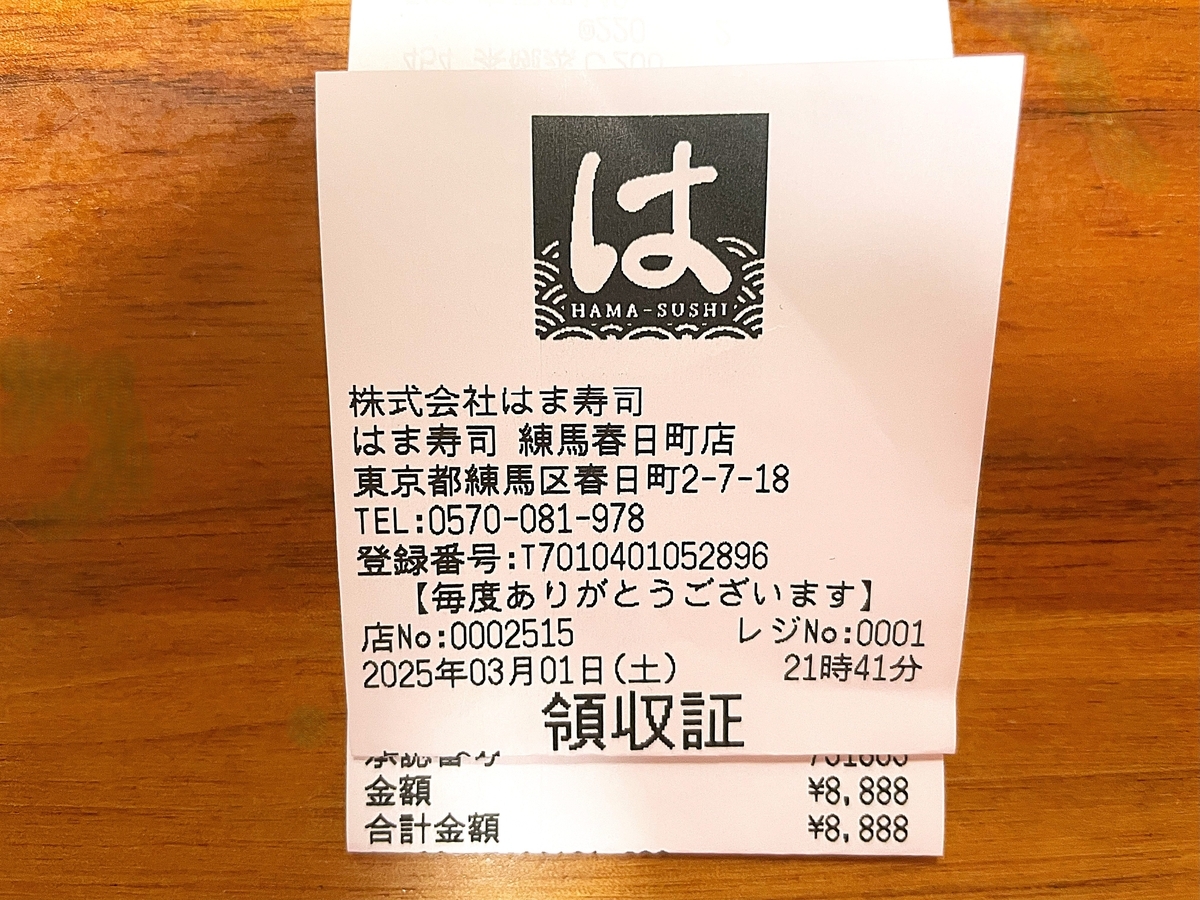 は
HAMA-SUSHI
株式会社はま寿司
はま寿司 練馬春日町店
東京都練馬区春日町2-7-18
TEL:0570-081-978
登録番号:T7010401052896
【毎度ありがとうございます】
店No:0002515 レジNo:0001
2025年03月01日(土) 21時41分
領収証
承認番号
金額 ¥8,888
合計金額 ¥8,888